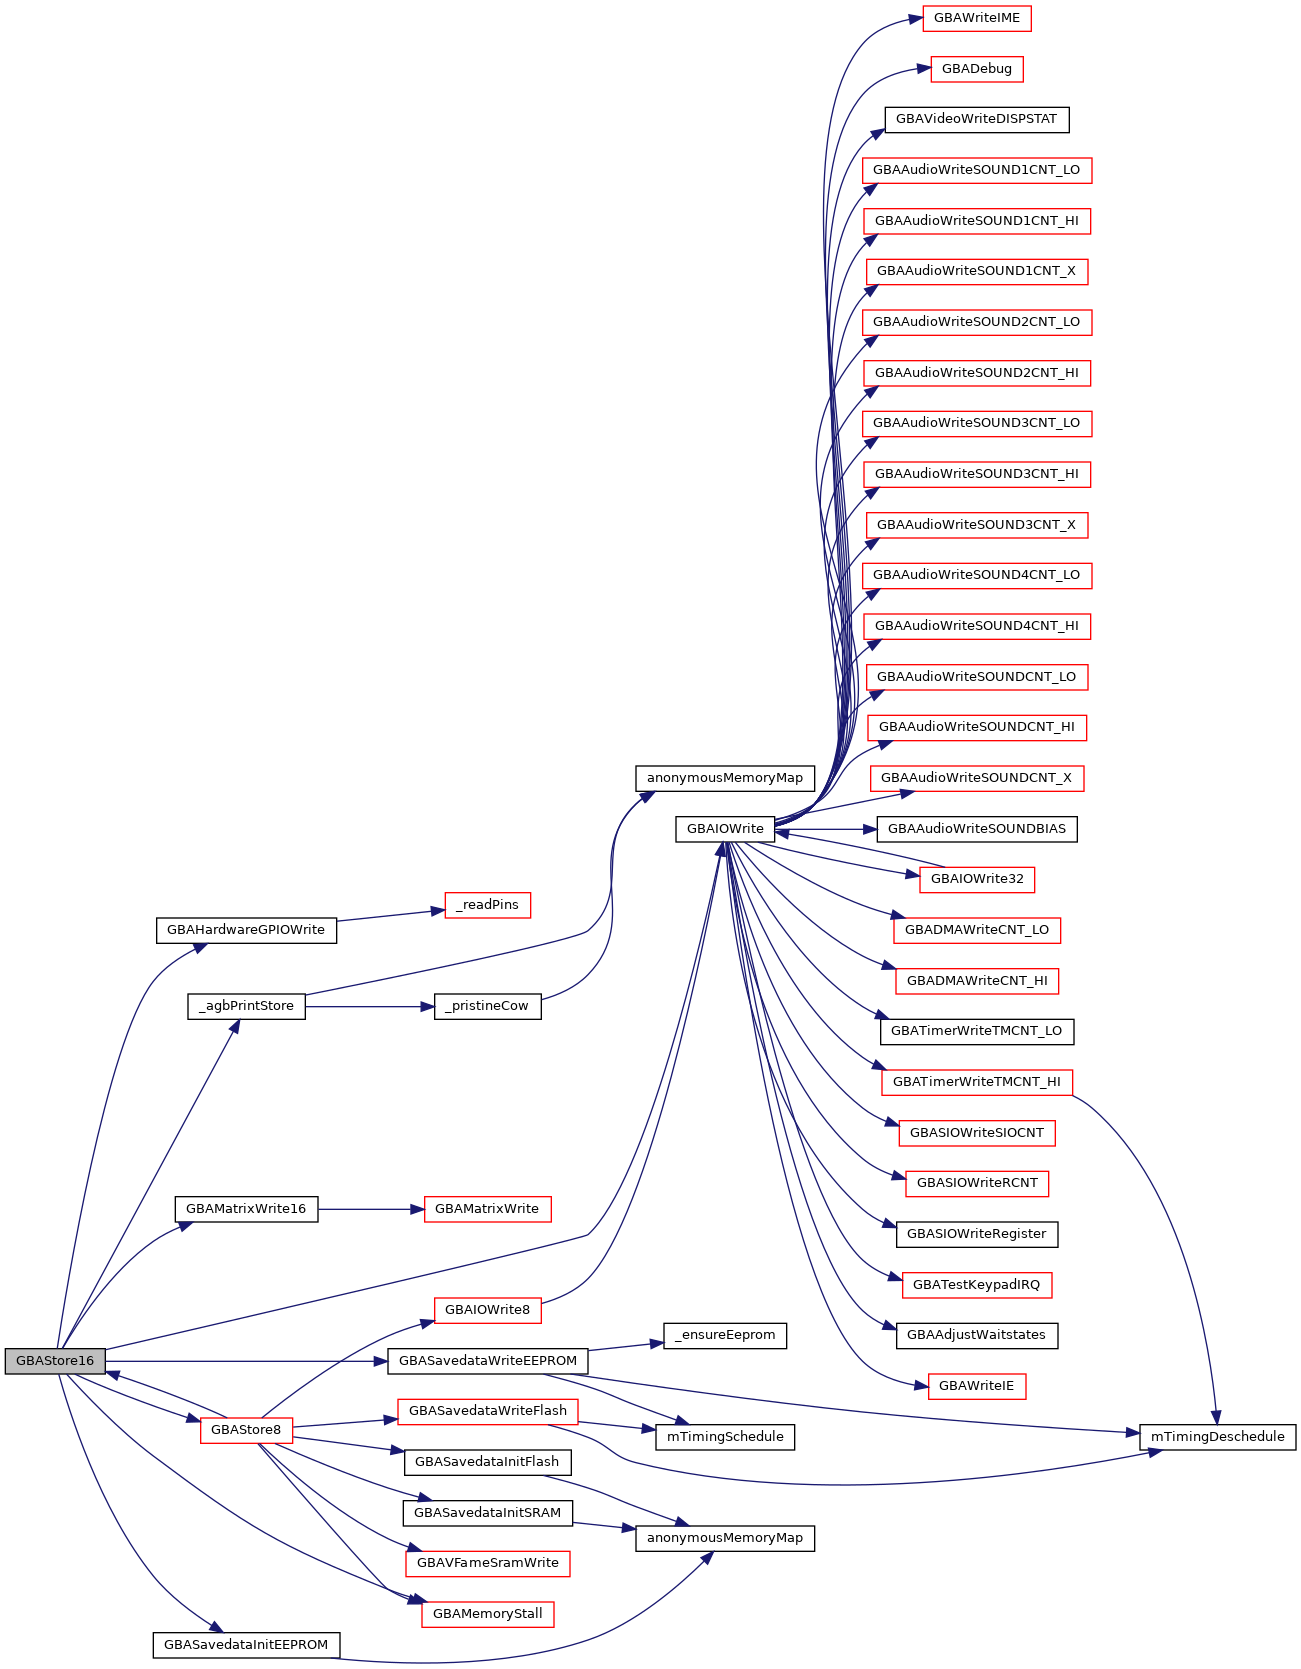 GBAWriteIME
GBADebug
GBAVideoWriteDISPSTAT
GBAAudioWriteSOUND1CNT_LO
GBAAudioWriteSOUND1CNT_HI
GBAAudioWriteSOUND1CNT_X
GBAAudioWriteSOUND2CNT_LO
GBAAudioWriteSOUND2CNT_HI
GBAAudioWriteSOUND3CNT_LO
GBAAudioWriteSOUND3CNT_HI
GBAAudioWriteSOUND3CNT_X
GBAAudioWriteSOUND4CNT_LO
GBAAudioWriteSOUND4CNT_HI
GBAAudioWriteSOUNDCNT_LO
GBAAudioWriteSOUNDCNT_HI
anonymousMemoryMap
GBAAudioWriteSOUNDCNT_X
GBAIOWrite
GBAAudioWriteSOUNDBIAS
GBAIOWrite32
_readPins
GBAHardwareGPIOWrite
GBADMAWriteCNT_LO
GBADMAWriteCNT_HI
_agbPrintStore
_pristineCow
GBATimerWriteTMCNT_LO
GBATimerWriteTMCNT_HI
GBASIOWriteSIOCNT
GBASIOWriteRCNT
GBAMatrixWrite16
GBAMatrixWrite
GBASIOWriteRegister
GBATestKeypadIRQ
GBAIOWrite8
_ensureEeprom
GBAAdjustWaitstates
GBAStore16
GBASavedataWriteEEPROM
GBAWriteIE
GBASavedataWriteFlash
GBAStore8
mTimingSchedule
mTimingDeschedule
GBASavedataInitFlash
GBASavedataInitSRAM
anonymousMemoryMap
GBAVFameSramWrite
GBAMemoryStall
GBASavedataInitEEPROM